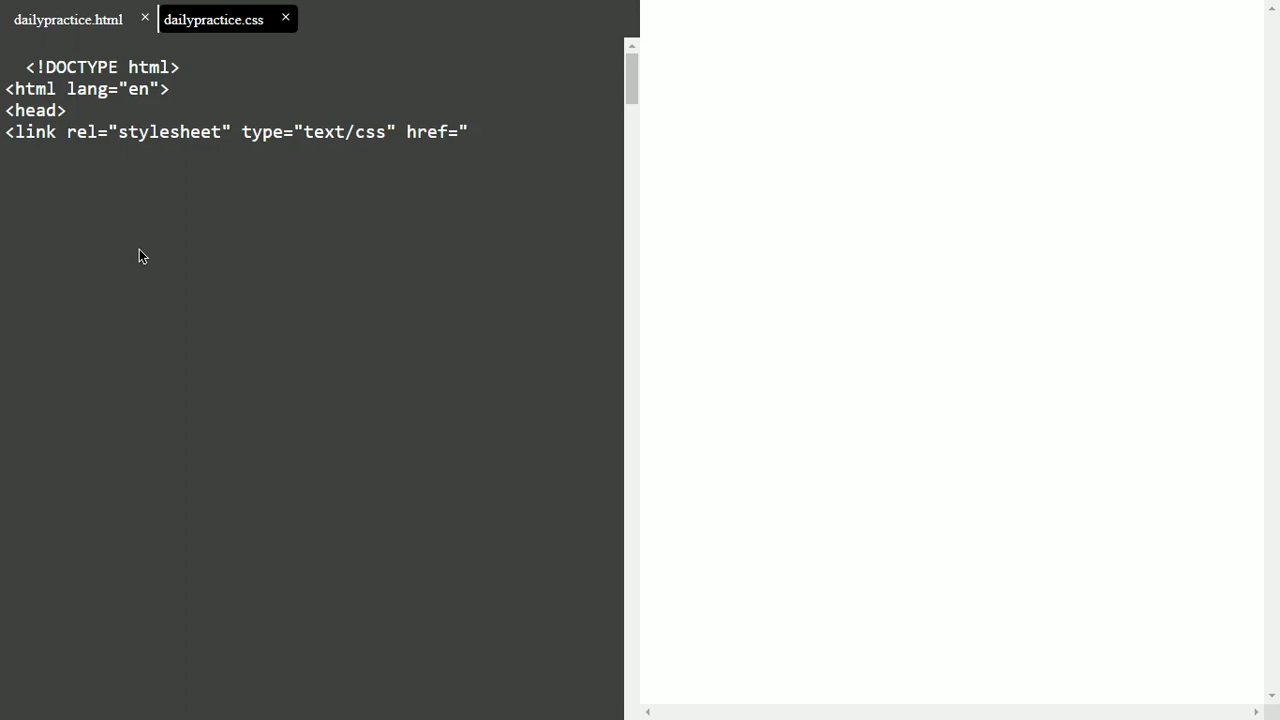 dailypractice.html × dailypractice.css ×
<!DOCTYPE html>
<html lang="en">
<head>
<link rel="stylesheet" type="text/css" href="